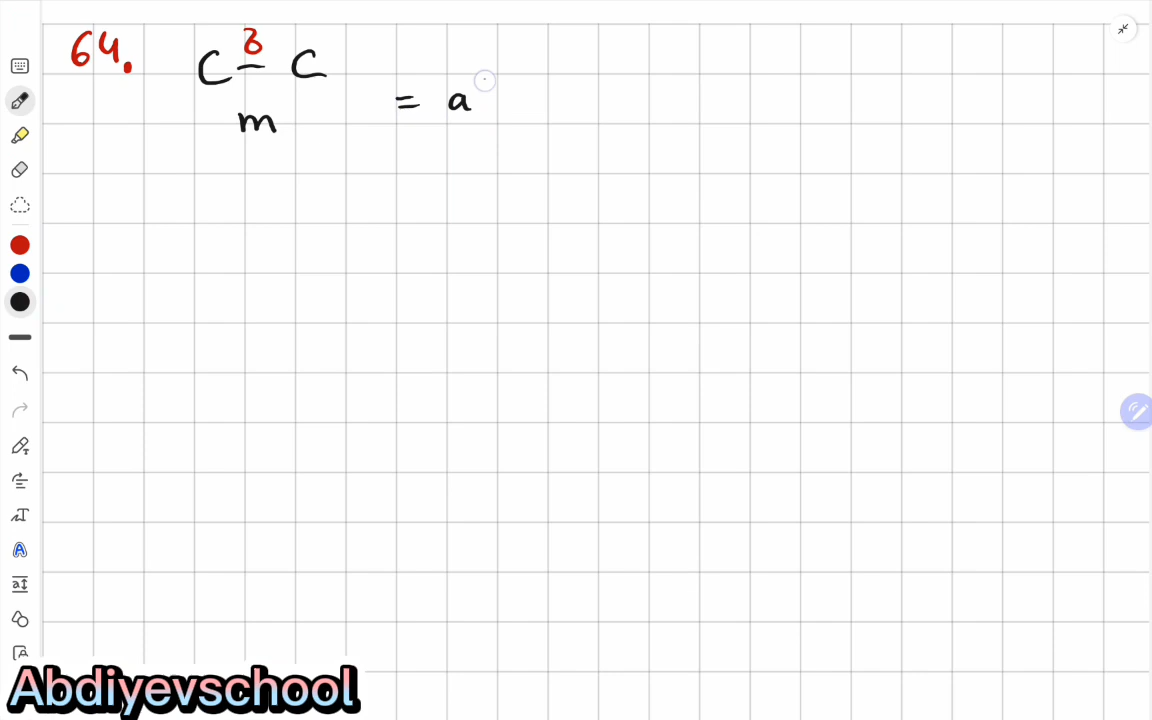 64. C 3 C
— m = a
Abdiyevschool